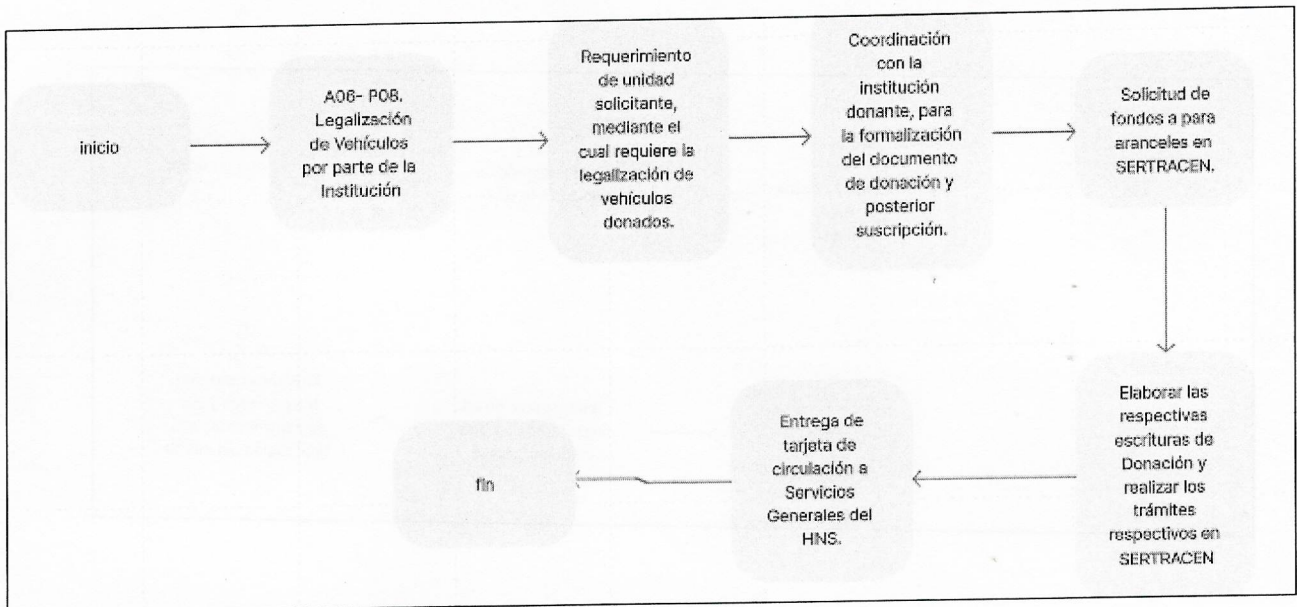 inicio
A06- P08.
Legalización
de Vehículos
por parte de la
Institución
Requerimiento
de unidad
solicitante,
mediante el
cual requiere la
legalización de
vehículos
donados.
Coordinación
con la
institución
donante, para
la formalización
del documento
de donación y
posterior
suscripción.
Solicitud de
fondos a para
aranceles en
SERTRACEN.
Elaborar las
respectivas
escrituras de
Donación y
realizar los
trámites
respectivos en
SERTRACEN
Entrega de
tarjeta de
circulación a
Servicios
Generales del
HNS.
fin